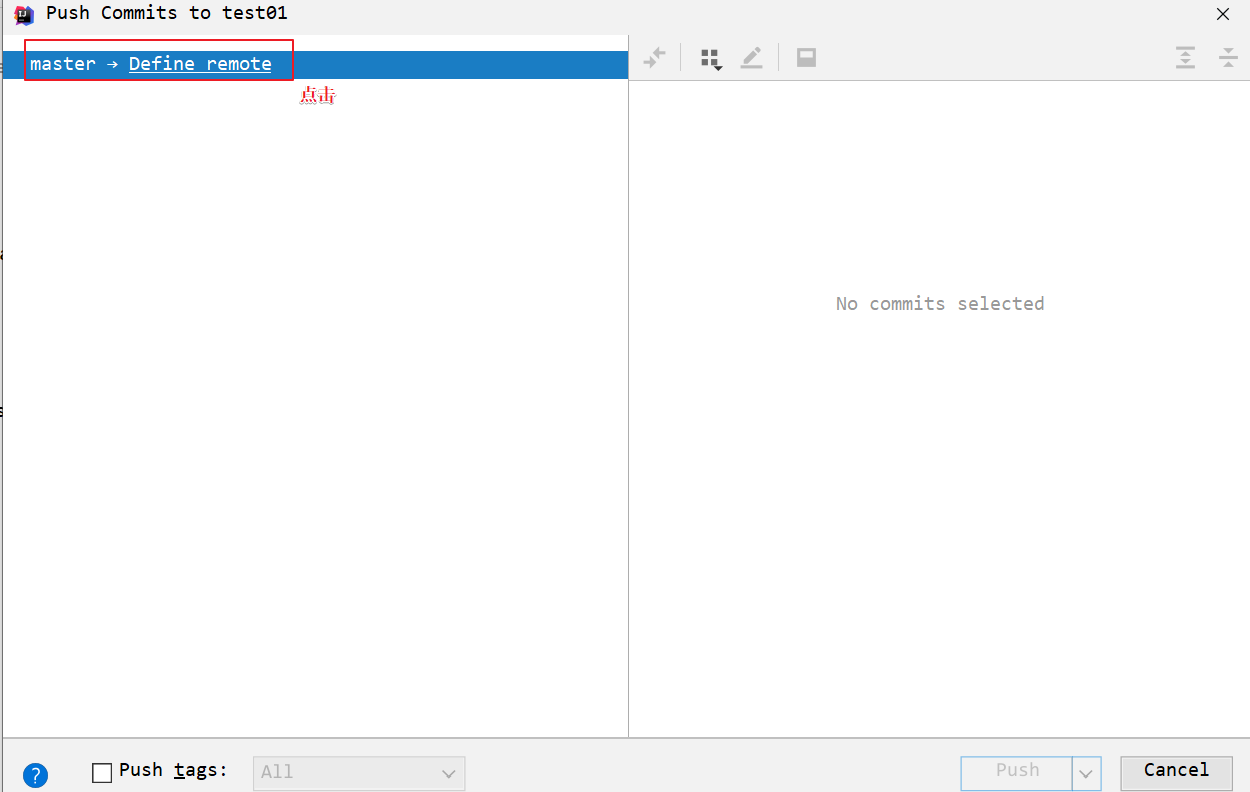 Push Commits to test01
master → Define remote
点击
No commits selected
? Push tags: All Push Cancel